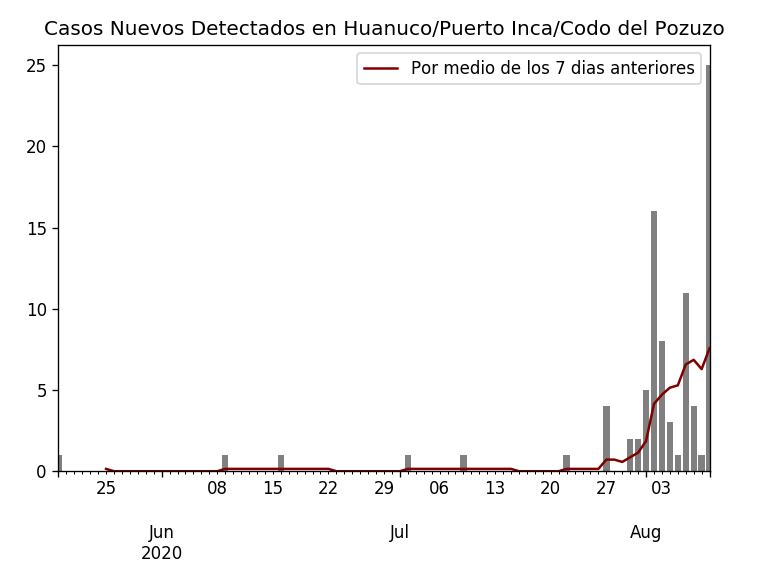 Casos Nuevos Detectados en Huanuco/Puerto Inca/Codo del Pozuzo
Por medio de los 7 dias anteriores
25
20
15
10
5
0
25 08 15 22 29 06 13 20 27 03
Jun Jul Aug
2020